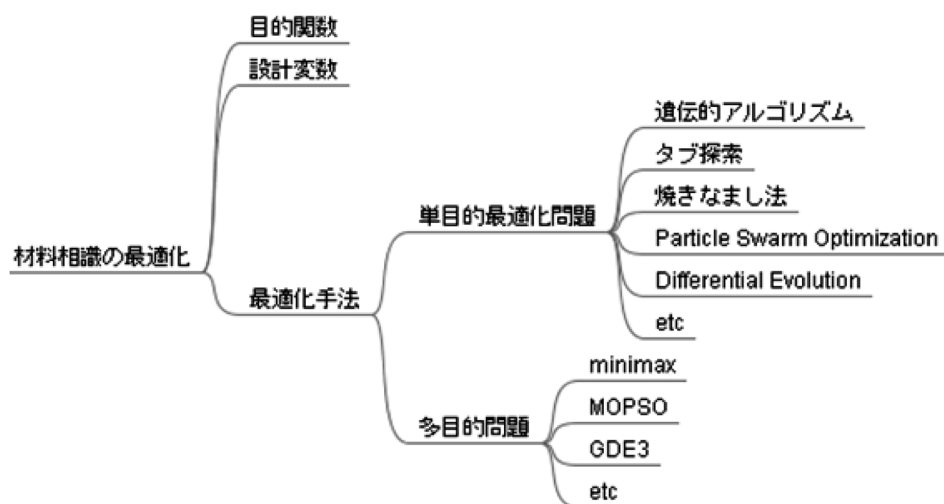 目的関数
設計変数
遺伝的アルゴリズム
タブ探索
焼きなまし法
単目的最適化問題
Particle Swarm Optimization
材料相識の最適化
Differential Evolution
最適化手法
etc
minimax
MOPSO
多目的問題
GDE3
etc